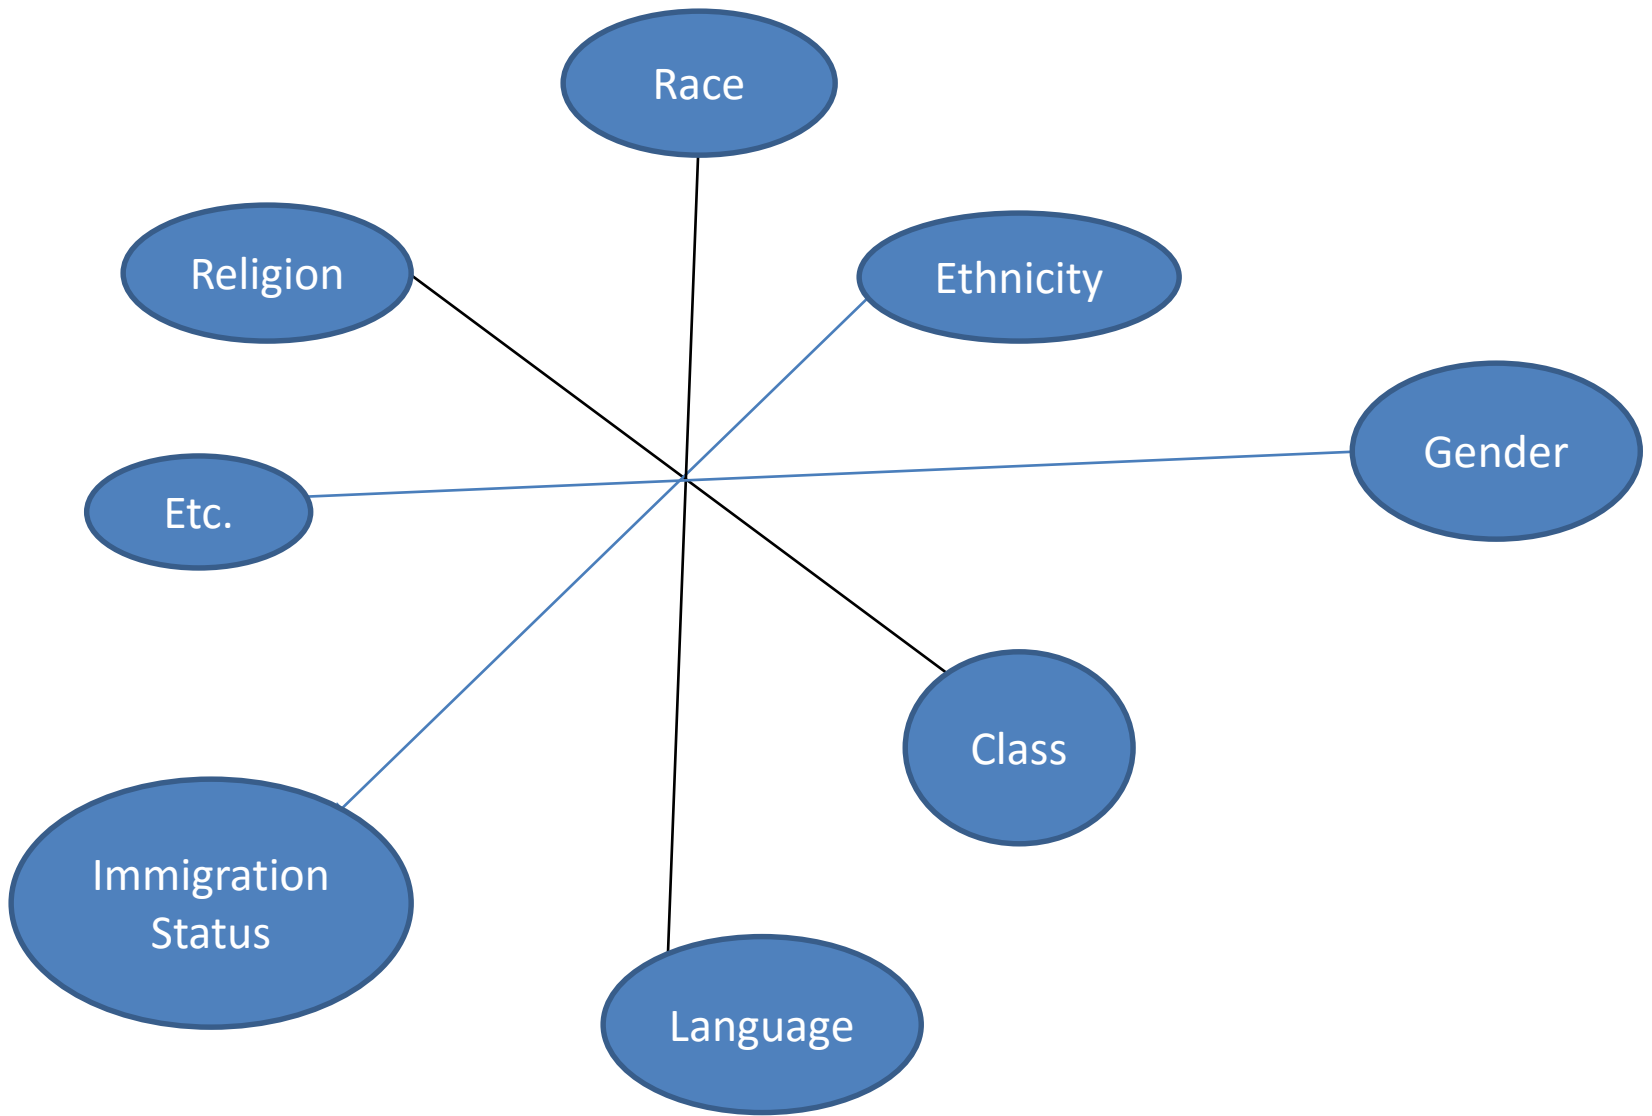 Race
Religion
Ethnicity
Gender
Etc.
Class
Immigration
Status
Language